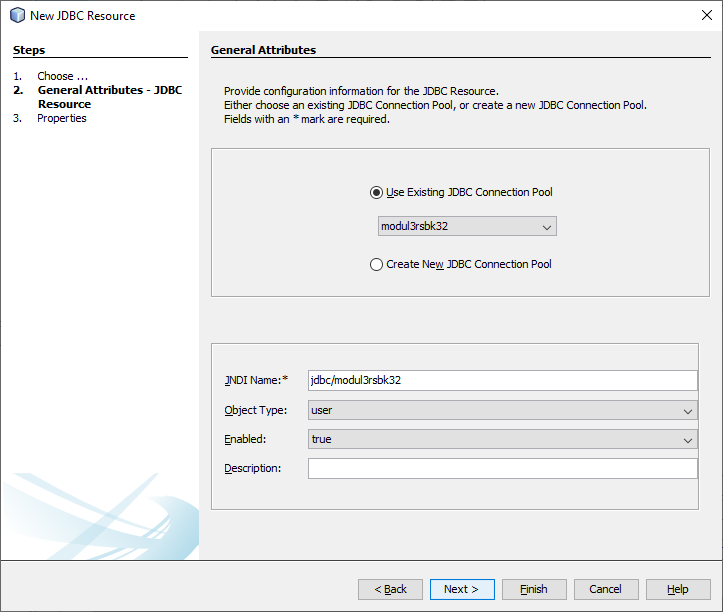 New JDBC Resource
Steps
1. Choose ...
2. General Attributes - JDBC
Resource
3. Properties
General Attributes
Provide configuration information for the JDBC Resource.
Either choose an existing JDBC Connection Pool, or create a new JDBC Connection Pool.
Fields with an * mark are required.
Use Existing JDBC Connection Pool
modul3rsbk32
Create New JDBC Connection Pool
JNDI Name:* jdbc/modul3rsbk32
Object Type: user
Enabled: true
Description:
< Back Next > Finish Cancel Help